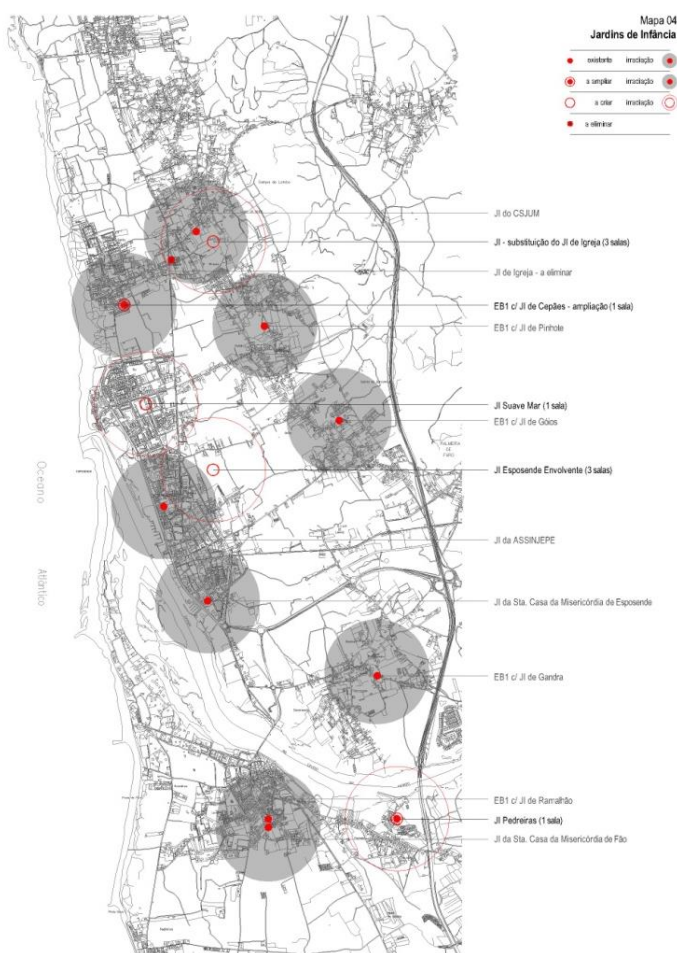 Mapa 04
Jardins de Infância
existente irradiação
a ampliar irradiação
a criar irradiação
a eliminar
JI do CSJUM
JI - substituição do JI de Igreja (3 salas)
JI de Igreja - a eliminar
EB1 c/ JI de Cepães - ampliação (1 sala)
EB1 c/ JI de Pinhote
JI Suave Mar (1 sala)
EB1 c/ JI de Góios
PALMEIRA
DE
FARO
JI Esposende Envolvente (3 salas)
Oceano
Atlântico
JI da ASSINJEPE
JI da Sta. Casa da Misericórdia de Esposende
EB1 c/ JI de Gandra
EB1 c/ JI de Ramalhão
JI Pedreiras (1 sala)
JI da Sta. Casa da Misericórdia de Fão